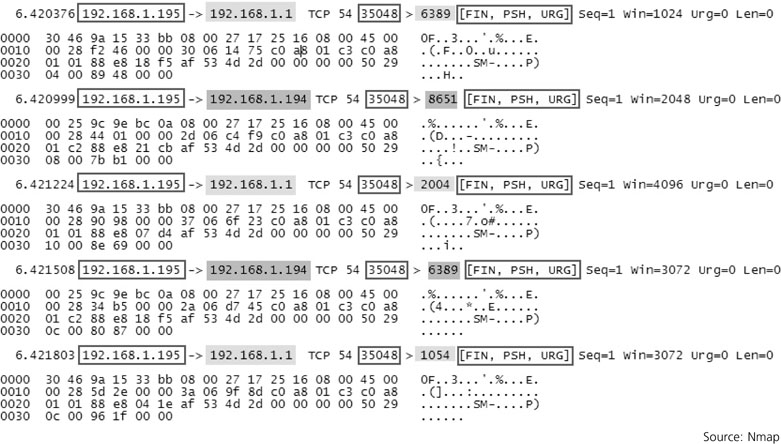 6.420376 192.168.1.195 -> 192.168.1.1 TCP 54 35048 > 6389 [FIN, PSH, URG] Seq=1 Win=1024 Urg=0 Len=0
0000 30 46 9a 15 33 bb 08 00 27 17 25 16 08 00 45 00 0F..3...'.%...E.
0010 00 28 f2 46 00 00 30 06 14 75 c0 a8 01 c3 c0 a8 .(.F..0..u......
0020 01 01 88 e8 18 f5 af 53 4d 2d 00 00 00 00 50 29 .......SM-....P)
0030 04 00 89 48 00 00 ...H..
6.420999 192.168.1.195 -> 192.168.1.194 TCP 54 35048 > 8651 [FIN, PSH, URG] Seq=1 Win=2048 Urg=0 Len=0
0000 00 25 9c 9e bc 0a 08 00 27 17 25 16 08 00 45 00 .%......'.%...E.
0010 00 28 44 01 00 00 2d 06 c4 f9 c0 a8 01 c3 c0 a8 .(D...-.........
0020 01 c2 88 e8 21 cb af 53 4d 2d 00 00 00 00 50 29 ....!..SM-....P)
0030 08 00 7b b1 00 00 ..{...
6.421224 192.168.1.195 -> 192.168.1.1 TCP 54 35048 > 2004 [FIN, PSH, URG] Seq=1 Win=4096 Urg=0 Len=0
0000 30 46 9a 15 33 bb 08 00 27 17 25 16 08 00 45 00 0F..3...'.%...E.
0010 00 28 90 98 00 00 37 06 6f 23 c0 a8 01 c3 c0 a8 .(....7.o#......
0020 01 01 88 e8 07 d4 af 53 4d 2d 00 00 00 00 50 29 .......SM-....P)
0030 10 00 8e 69 00 00 ...i..
6.421508 192.168.1.195 -> 192.168.1.194 TCP 54 35048 > 6389 [FIN, PSH, URG] Seq=1 Win=3072 Urg=0 Len=0
0000 00 25 9c 9e bc 0a 08 00 27 17 25 16 08 00 45 00 .%......'.%...E.
0010 00 28 34 b5 00 00 2a 06 d7 45 c0 a8 01 c3 c0 a8 .(4...*..E......
0020 01 c2 88 e8 18 f5 af 53 4d 2d 00 00 00 00 50 29 .......SM-....P)
0030 0c 00 80 87 00 00 ......
6.421803 192.168.1.195 -> 192.168.1.1 TCP 54 35048 > 1054 [FIN, PSH, URG] Seq=1 Win=3072 Urg=0 Len=0
0000 30 46 9a 15 33 bb 08 00 27 17 25 16 08 00 45 00 0F..3...'.%...E.
0010 00 28 5d 2e 00 00 3a 06 9f 8d c0 a8 01 c3 c0 a8 .(]...:.........
0020 01 01 88 e8 04 1e af 53 4d 2d 00 00 00 00 50 29 .......SM-....P)
0030 0c 00 96 1f 00 00 ......
Source: Nmap